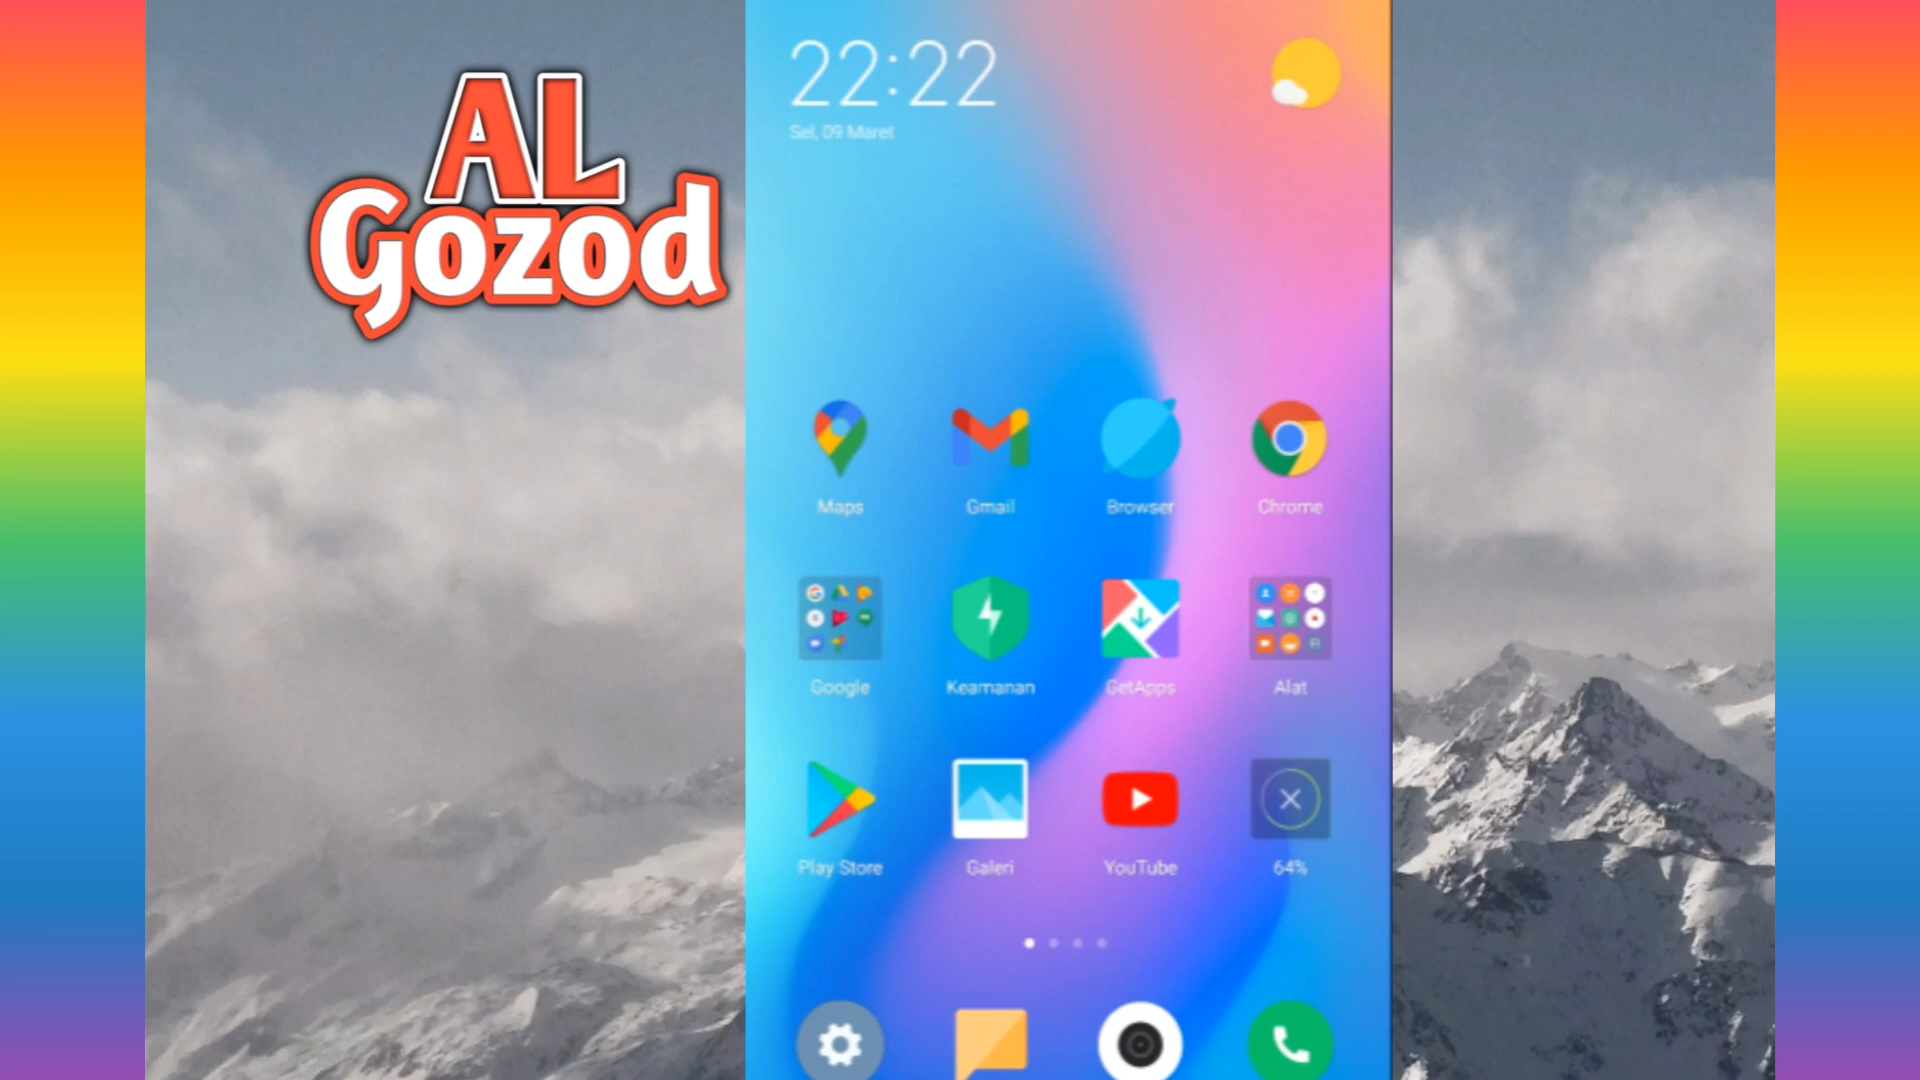 AL
Gozod
22:22
Sel, 09 Maret
Maps Gmail Browser Chrome
Google Keamanan GetApps Alat
Play Store Galeri YouTube 64%